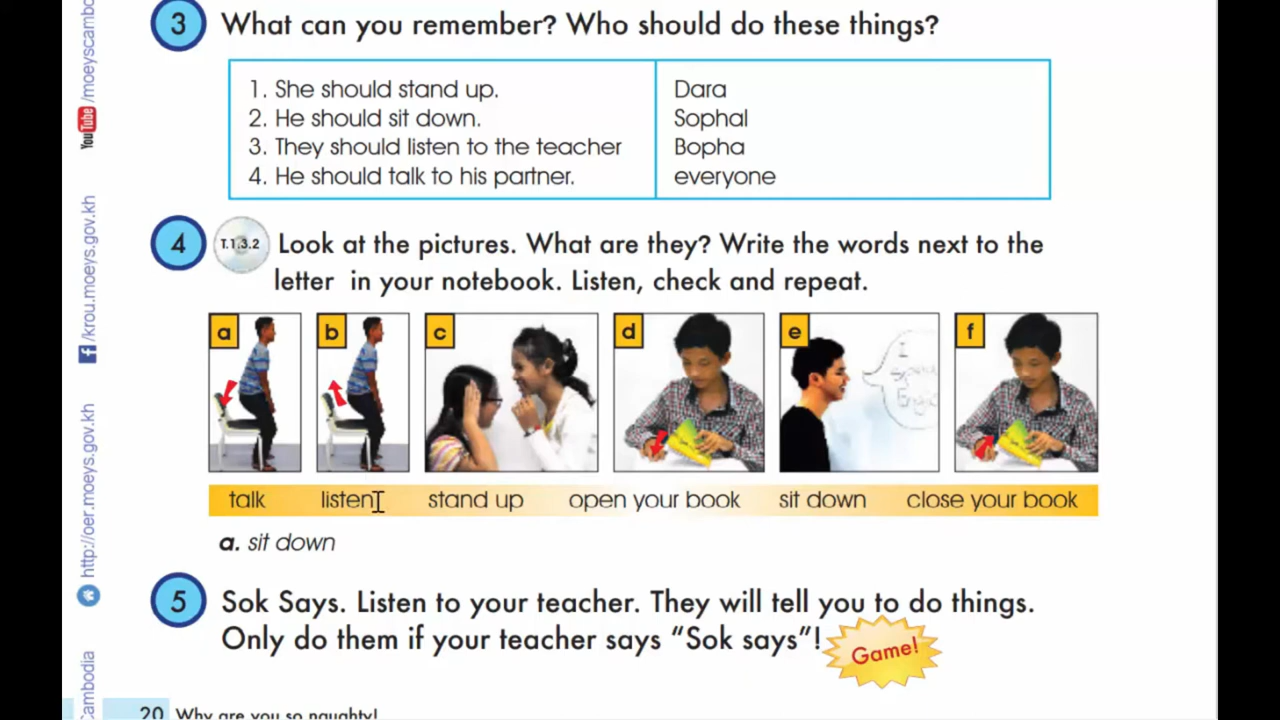 3 What can you remember? Who should do these things?
1. She should stand up.
2. He should sit down.
3. They should listen to the teacher
4. He should talk to his partner.
Dara
Sophal
Bopha
everyone
4 T.1.3.2 Look at the pictures. What are they? Write the words next to the
letter in your notebook. Listen, check and repeat.
a b c d e f
I
talk listen stand up open your book sit down close your book
a. sit down
5 Sok Says. Listen to your teacher. They will tell you to do things.
Only do them if your teacher says “Sok says”!
Game!
20 Why are you so naughty!
YouTube /moeyscambo
f /krou.moeys.gov.kh
http://oer.moeys.gov.kh
Cambodia